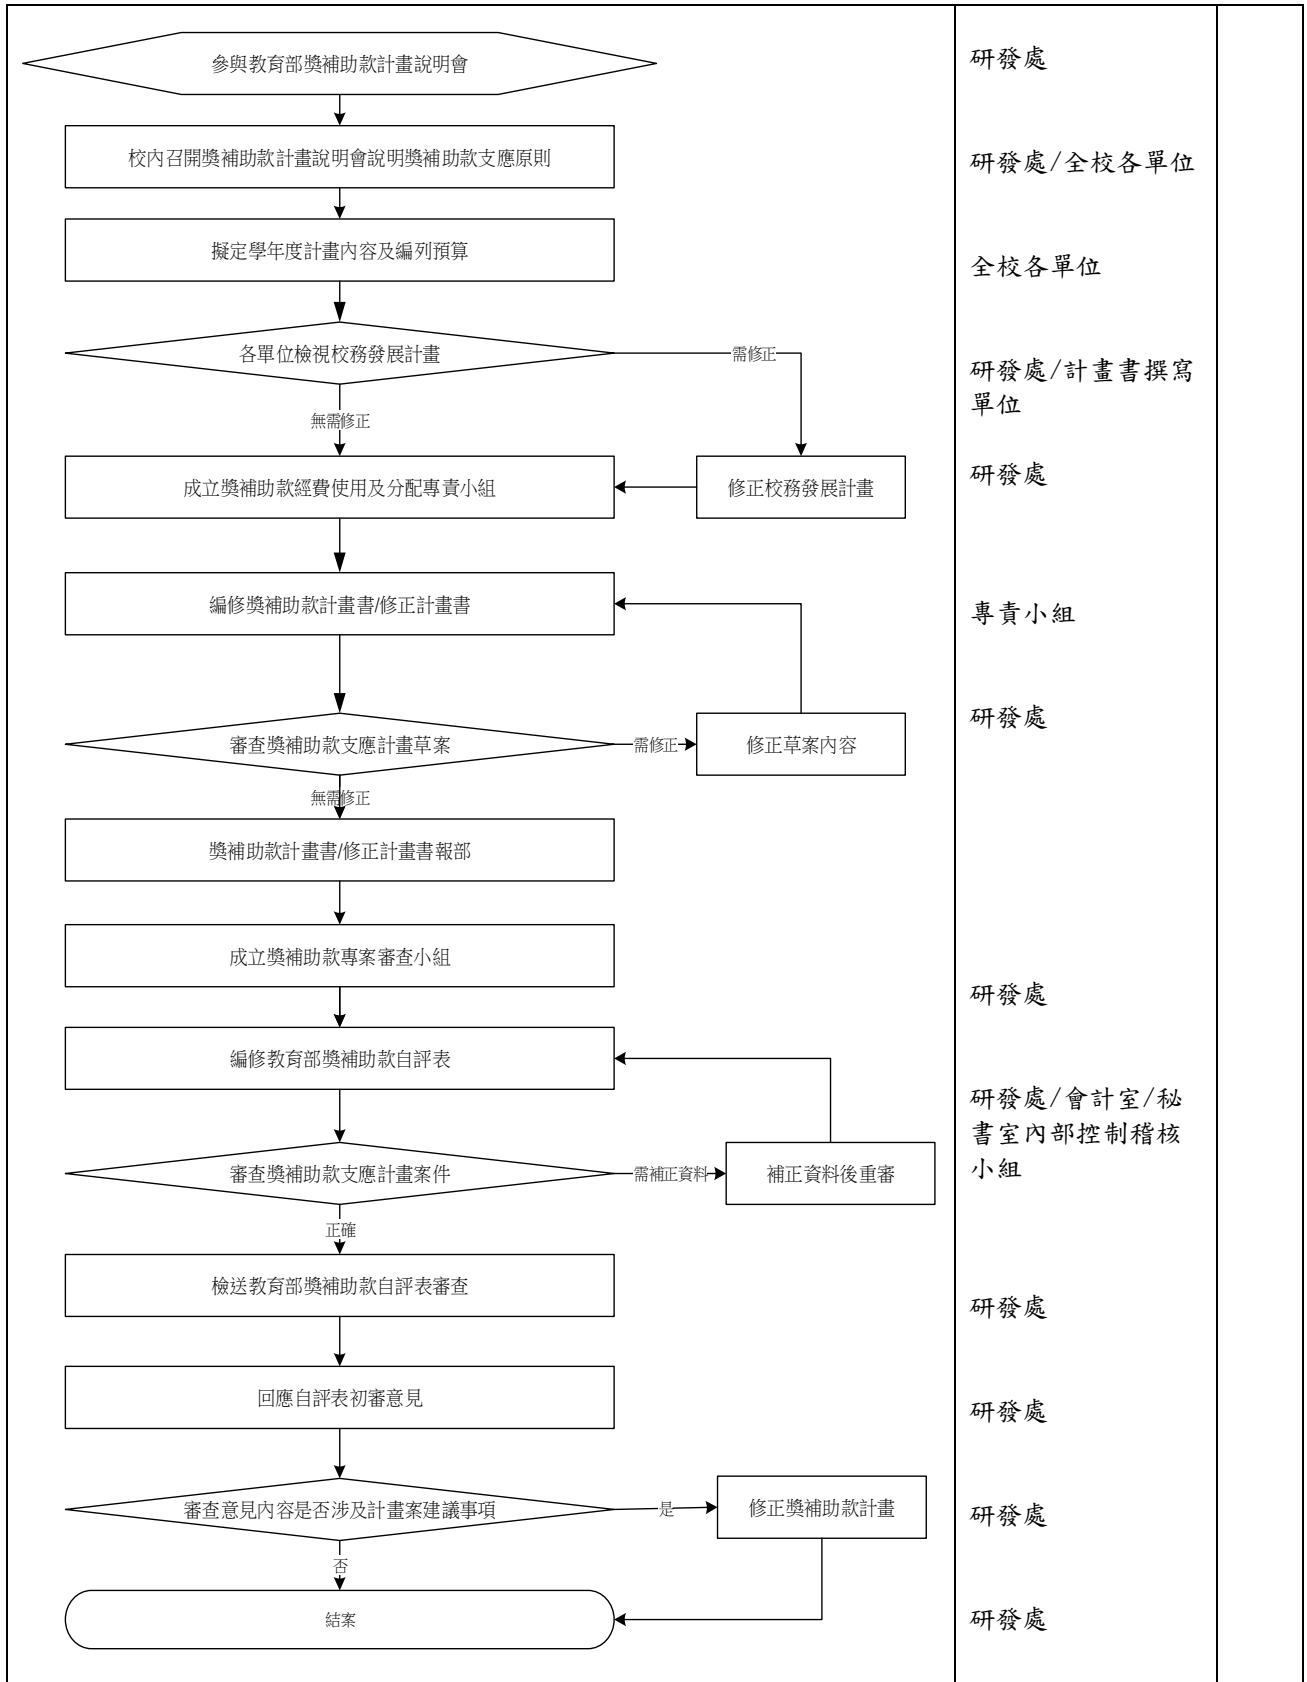 參與教育部獎補助款計畫說明會
研發處
校內召開獎補助款計畫說明會說明獎補助款支應原則
研發處/全校各單位
擬定學年度計畫內容及編列預算
全校各單位
各單位檢視校務發展計畫
需修正
研發處/計畫書撰寫
單位
無需修正
成立獎補助款經費使用及分配專責小組
修正校務發展計畫
研發處
編修獎補助款計畫書/修正計畫書
專責小組
審查獎補助款支應計畫草案
需修正
修正草案內容
研發處
無需修正
獎補助款計畫書/修正計畫書報部
成立獎補助款專案審查小組
研發處
編修教育部獎補助款自評表
研發處/會計室/秘
書室內部控制稽核
小組
審查獎補助款支應計畫案件
需補正資料
補正資料後重審
正確
檢送教育部獎補助款自評表審查
研發處
回應自評表初審意見
研發處
審查意見內容是否涉及計畫案建議事項
是
修正獎補助款計畫
研發處
否
結案
研發處